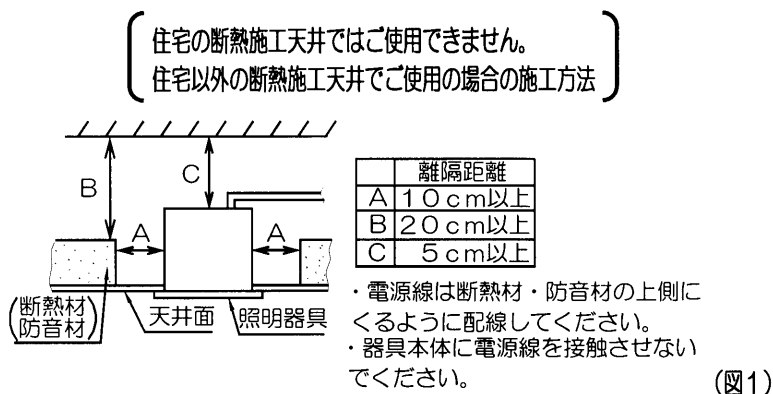 住宅の断熱施工天井ではご使用できません。
住宅以外の断熱施工天井でご使用の場合の施工方法
B
C
A
A
(断熱材
防音材)
天井面
照明器具
離隔距離
A 10cm以上
B 20cm以上
C 5cm以上
・電源線は断熱材・防音材の上側に
くるように配線してください。
・器具本体に電源線を接触させない
でください。
(図1)